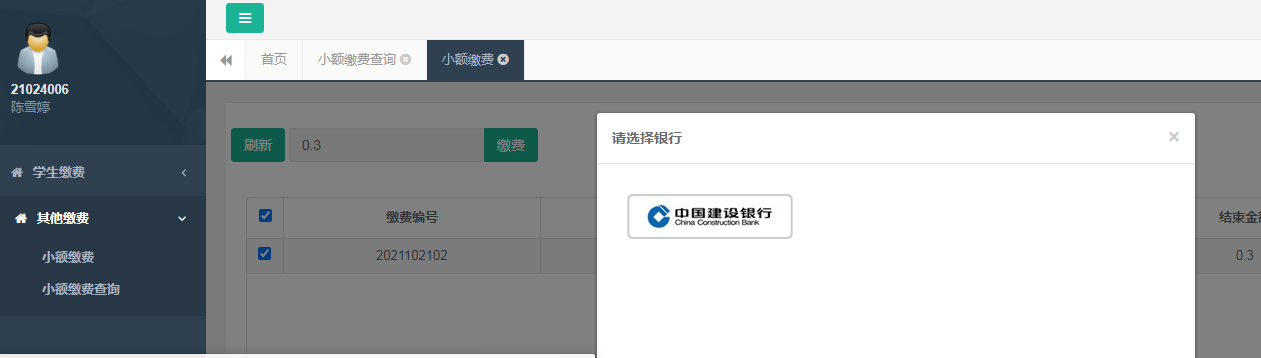 21024006
陈雪婷
学生缴费
其他缴费
小额缴费
小额缴费查询
首页 小额缴费查询 小额缴费
刷新 0.3 缴费
缴费编号
2021102102
请选择银行 ×
中国建设银行
China Construction Bank
结束金
0.3